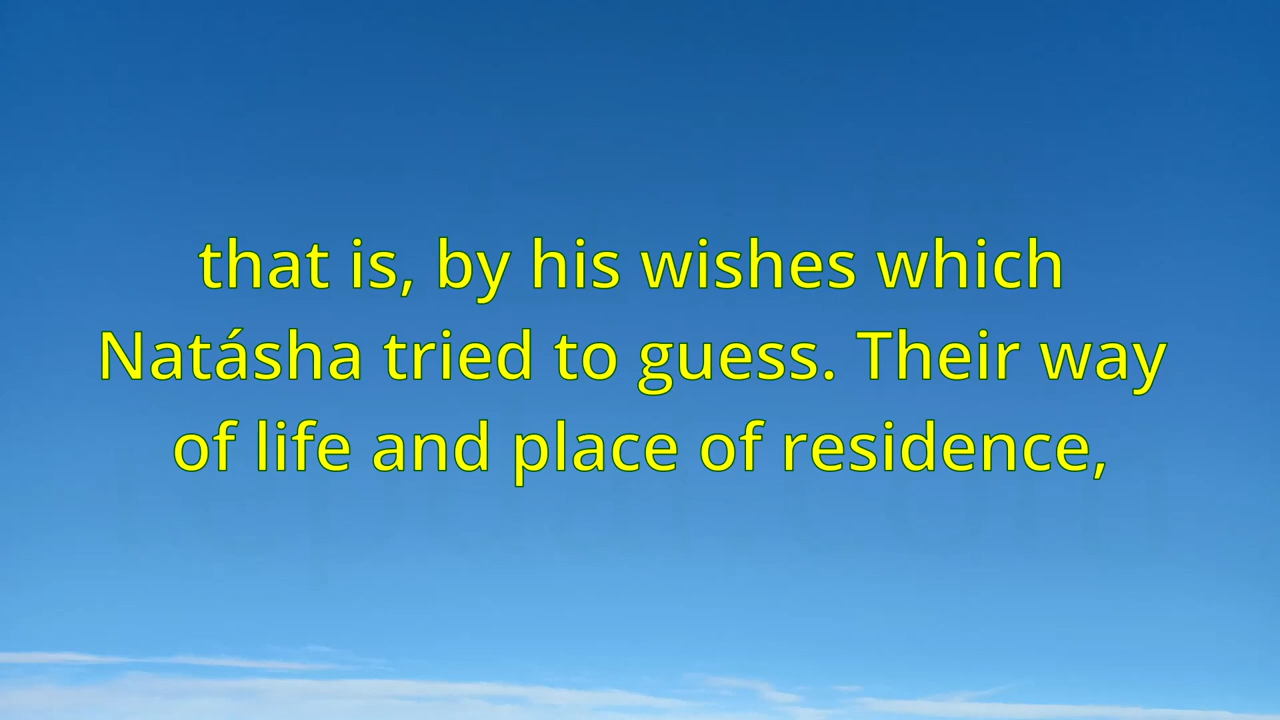 that is, by his wishes which
Natásha tried to guess. Their way
of life and place of residence,